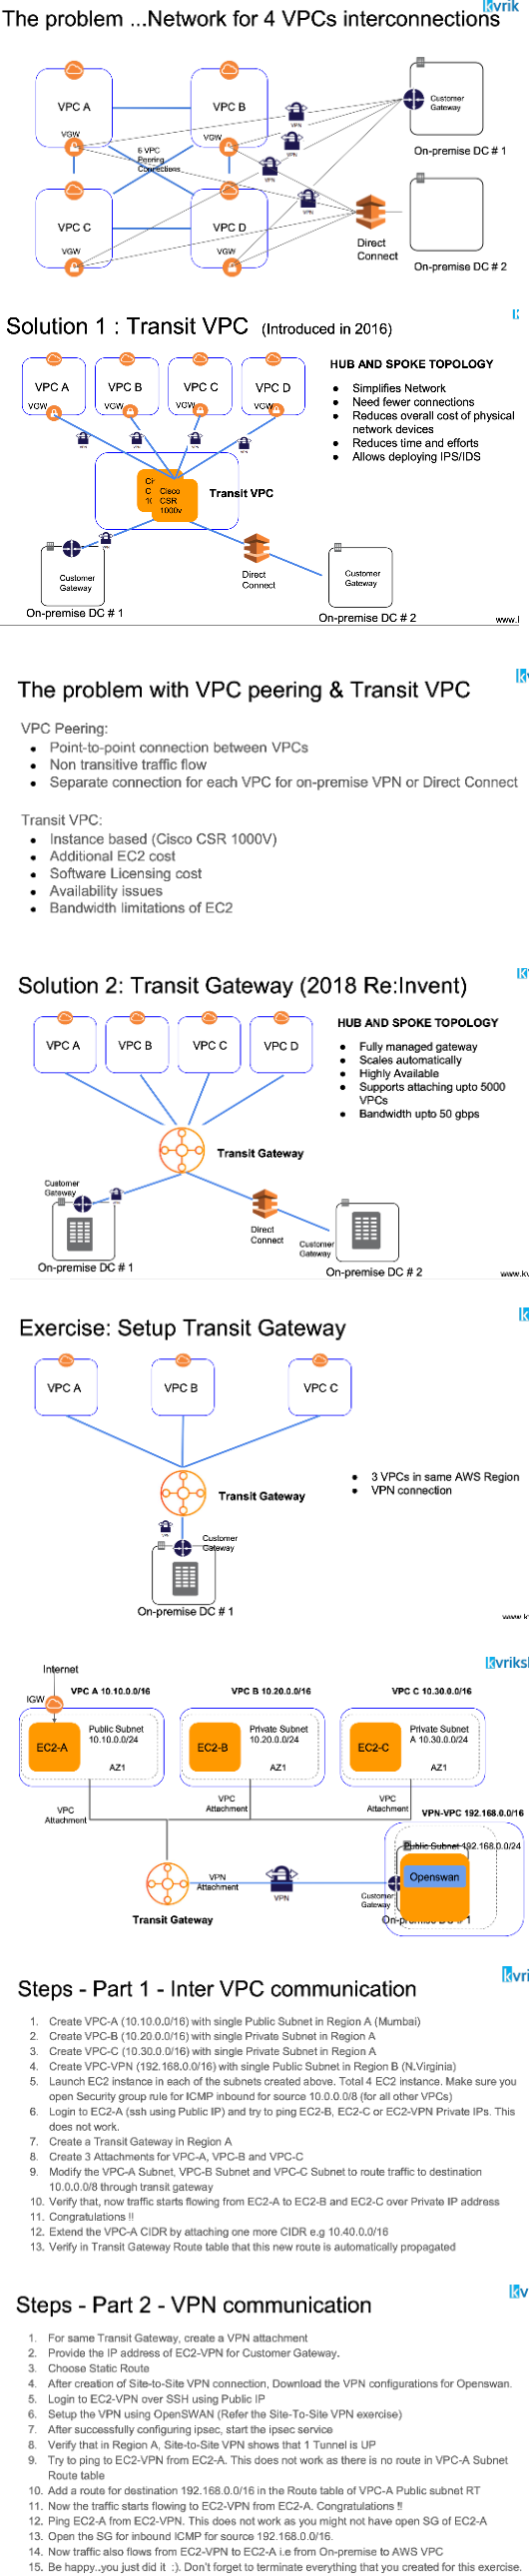 The problem ...Network for 4 VPCs interconnections
kvrik
VPC A
VGW
VPC B
VGW
6 VPC
Peering
Connections
VPC C
VGW
VPC D
VGW
VPN
VPN
VPN
VPN
Customer
Gateway
On-premise DC # 1
Direct
Connect
On-premise DC # 2
Solution 1 : Transit VPC (Introduced in 2016)
VPC A
VPC B
VPC C
VPC D
VGW
VGW
VGW
VGW
HUB AND SPOKE TOPOLOGY
● Simplifies Network
● Need fewer connections
● Reduces overall cost of physical
network devices
● Reduces time and efforts
● Allows deploying IPS/IDS
Cisco
CSR
1000v
Transit VPC
Customer
Gateway
On-premise DC # 1
Direct
Connect
Customer
Gateway
On-premise DC # 2
www.l
The problem with VPC peering & Transit VPC
VPC Peering:
● Point-to-point connection between VPCs
● Non transitive traffic flow
● Separate connection for each VPC for on-premise VPN or Direct Connect
Transit VPC:
● Instance based (Cisco CSR 1000V)
● Additional EC2 cost
● Software Licensing cost
● Availability issues
● Bandwidth limitations of EC2
Solution 2: Transit Gateway (2018 Re:Invent)
VPC A
VPC B
VPC C
VPC D
HUB AND SPOKE TOPOLOGY
● Fully managed gateway
● Scales automatically
● Highly Available
● Supports attaching upto 5000
VPCs
● Bandwidth upto 50 gbps
Transit Gateway
Customer
Gateway
On-premise DC # 1
Direct
Connect
Customer
Gateway
On-premise DC # 2
www.kv
Exercise: Setup Transit Gateway
VPC A
VPC B
VPC C
Transit Gateway
● 3 VPCs in same AWS Region
● VPN connection
VPN
Customer
Gateway
On-premise DC # 1
www.k
kvriks
Internet
IGW
VPC A 10.10.0.0/16
VPC B 10.20.0.0/16
VPC C 10.30.0.0/16
EC2-A
Public Subnet
10.10.0.0/24
AZ1
EC2-B
Private Subnet
10.20.0.0/24
AZ1
EC2-C
Private Subnet
A 10.30.0.0/24
AZ1
VPC
Attachment
VPC
Attachment
VPC
Attachment
VPN-VPC 192.168.0.0/16
Public Subnet 192.168.0.0/24
Openswan
VPN
Attachment
VPN
Customer
Gateway
Transit Gateway
Steps - Part 1 - Inter VPC communication
kvri
1. Create VPC-A (10.10.0.0/16) with single Public Subnet in Region A (Mumbai)
2. Create VPC-B (10.20.0.0/16) with single Private Subnet in Region A
3. Create VPC-C (10.30.0.0/16) with single Private Subnet in Region A
4. Create VPC-VPN (192.168.0.0/16) with single Public Subnet in Region B (N.Virginia)
5. Launch EC2 instance in each of the subnets created above. Total 4 EC2 instance. Make sure you
open Security group rule for ICMP inbound for source 10.0.0.0/8 (for all other VPCs)
6. Login to EC2-A (ssh using Public IP) and try to ping EC2-B, EC2-C or EC2-VPN Private IPs. This
does not work.
7. Create a Transit Gateway in Region A
8. Create 3 Attachments for VPC-A, VPC-B and VPC-C
9. Modify the VPC-A Subnet, VPC-B Subnet and VPC-C Subnet to route traffic to destination
10.0.0.0/8 through transit gateway
10. Verify that, now traffic starts flowing from EC2-A to EC2-B and EC2-C over Private IP address
11. Congratulations !!
12. Extend the VPC-A CIDR by attaching one more CIDR e.g 10.40.0.0/16
13. Verify in Transit Gateway Route table that this new route is automatically propagated
Steps - Part 2 - VPN communication
kv
1. For same Transit Gateway, create a VPN attachment
2. Provide the IP address of EC2-VPN for Customer Gateway.
3. Choose Static Route
4. After creation of Site-to-Site VPN connection, Download the VPN configurations for Openswan.
5. Login to EC2-VPN over SSH using Public IP
6. Setup the VPN using OpenSWAN (Refer the Site-To-Site VPN exercise)
7. After successfully configuring ipsec, start the ipsec service
8. Verify that in Region A, Site-to-Site VPN shows that 1 Tunnel is UP
9. Try to ping to EC2-VPN from EC2-A. This does not work as there is no route in VPC-A Subnet
Route table
10. Add a route for destination 192.168.0.0/16 in the Route table of VPC-A Public subnet RT
11. Now the traffic starts flowing to EC2-VPN from EC2-A. Congratulations !!
12. Ping EC2-A from EC2-VPN. This does not work as you might not have open SG of EC2-A
13. Open the SG for inbound ICMP for source 192.168.0.0/16.
14. Now traffic also flows from EC2-VPN to EC2-A i.e from On-premise to AWS VPC
15. Be happy..you just did it :). Don't forget to terminate everything that you created for this exercise.